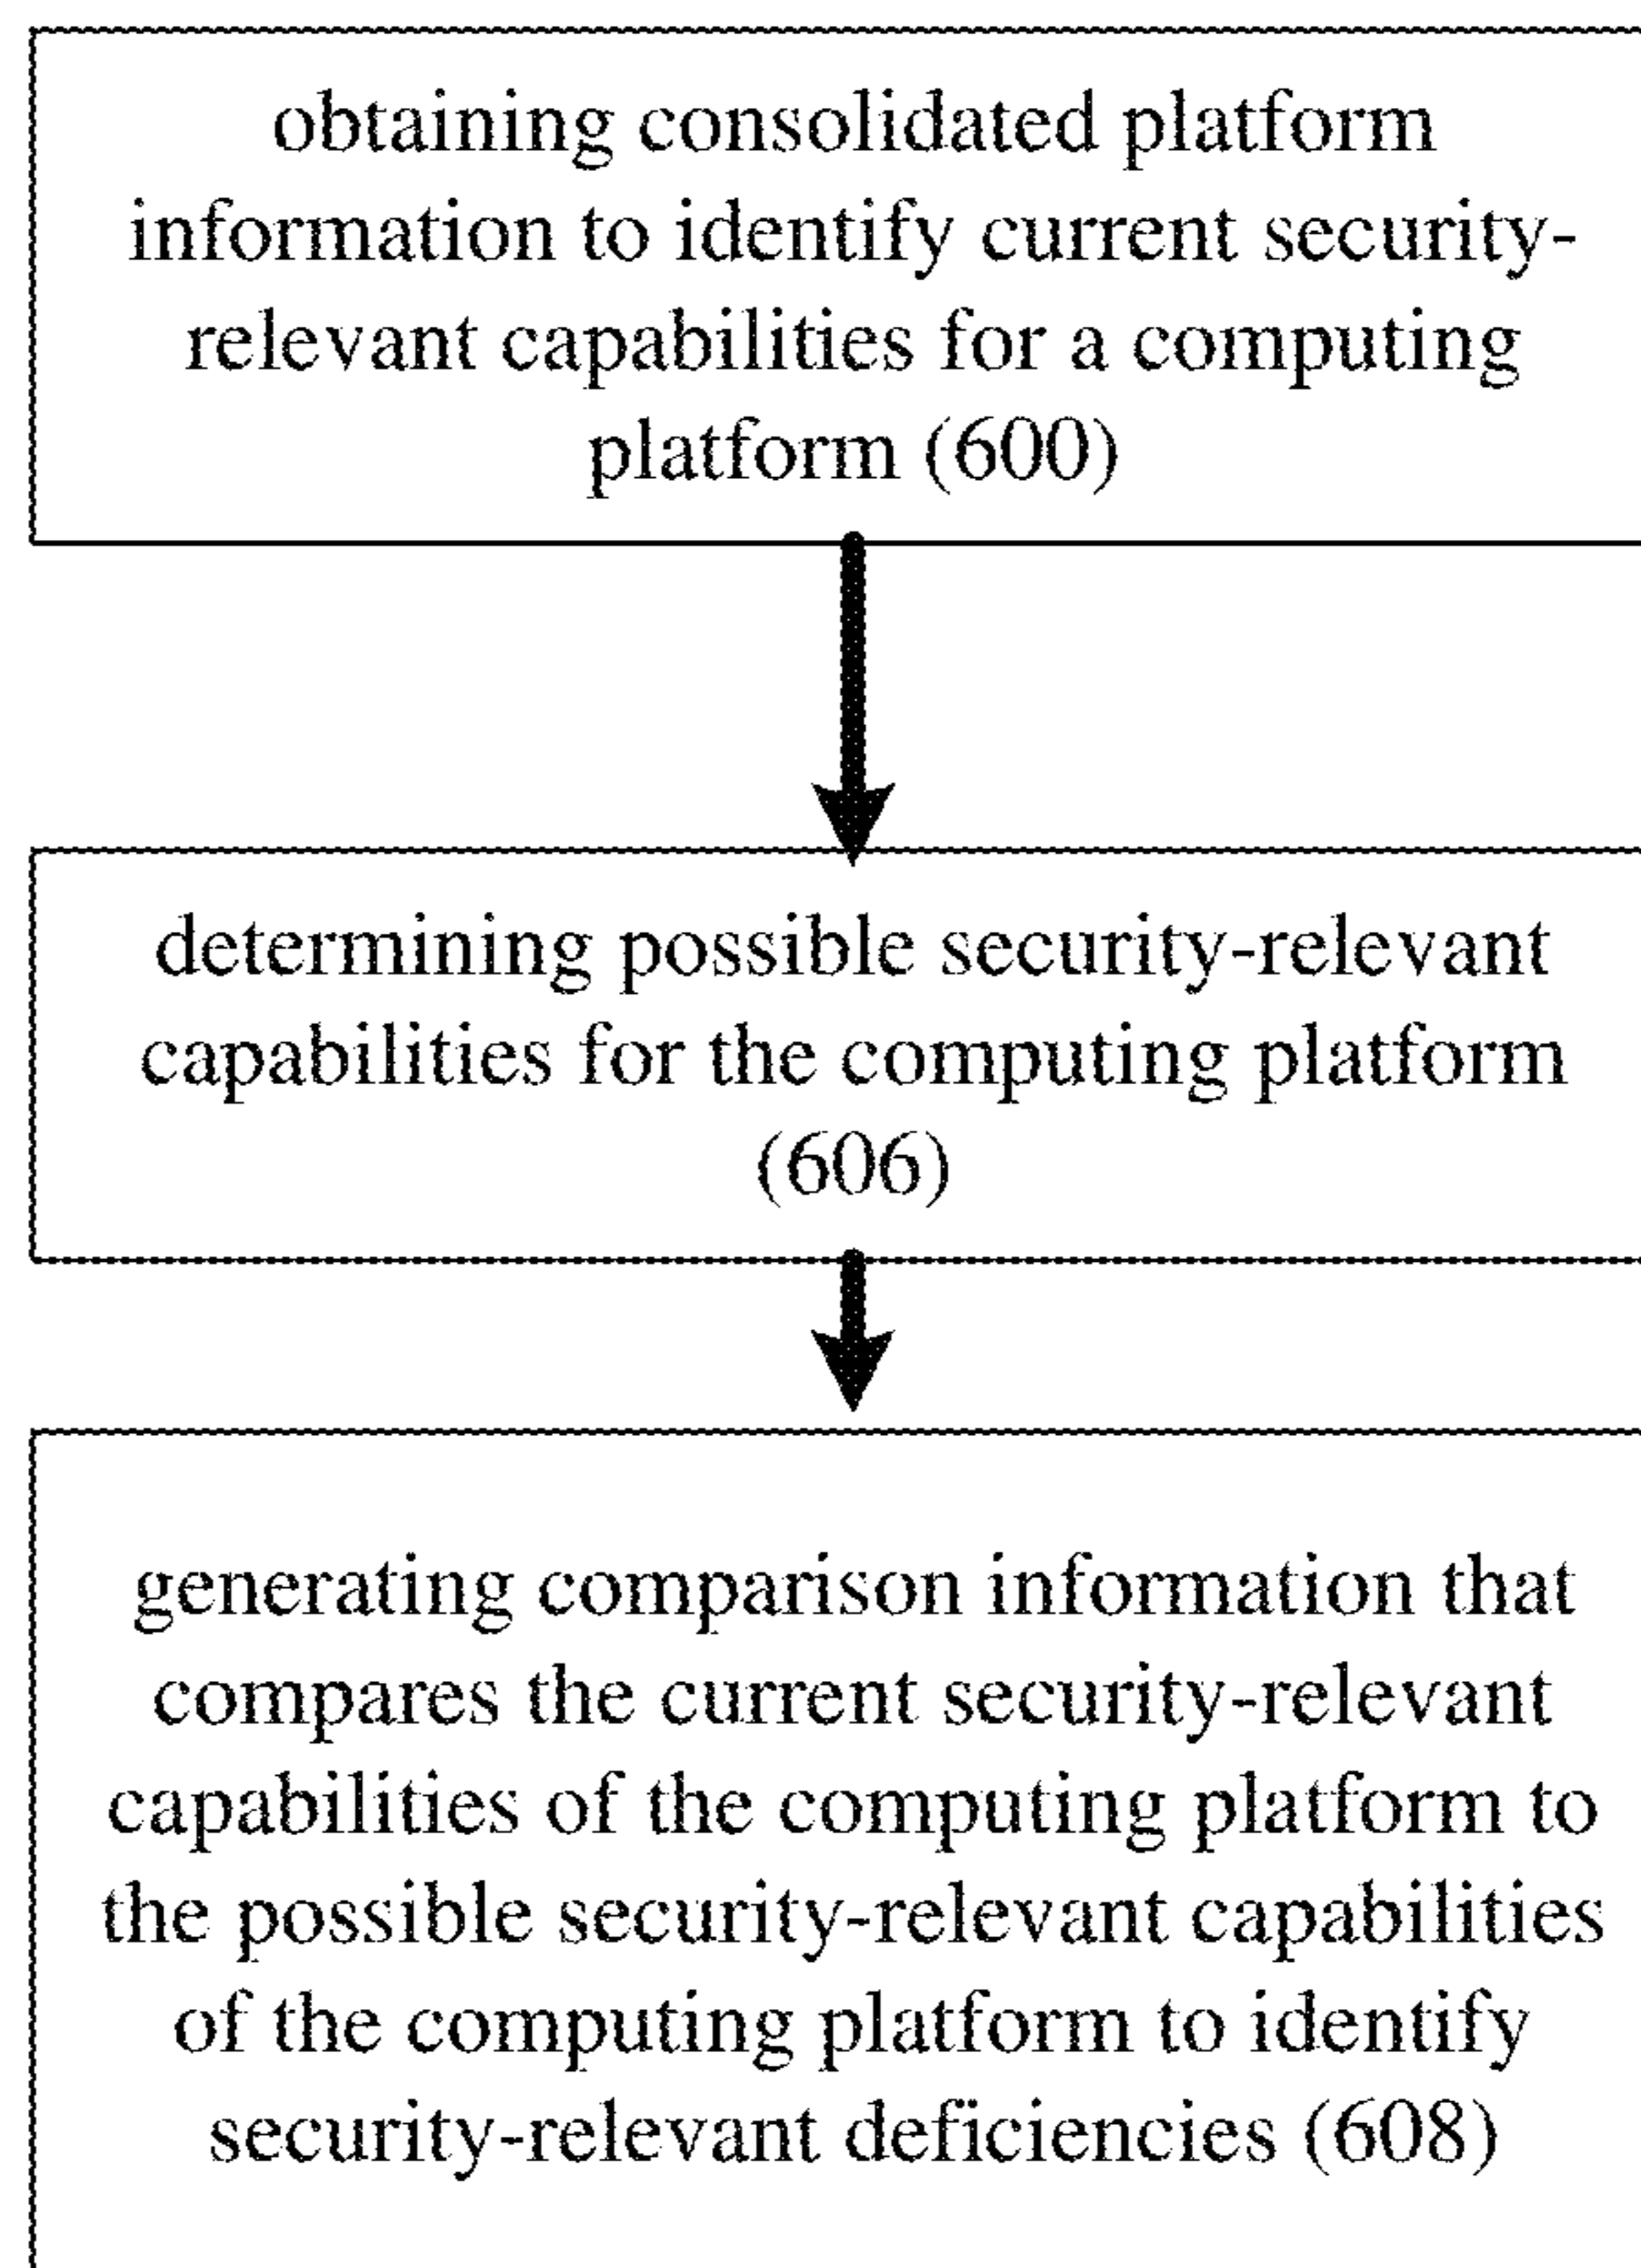 obtaining consolidated platform
information to identify current security-
relevant capabilities for a computing
platform (600)
determining possible security-relevant
capabilities for the computing platform
(606)
generating comparison information that
compares the current security-relevant
capabilities of the computing platform to
the possible security-relevant capabilities
of the computing platform to identify
security-relevant deficiencies (608)